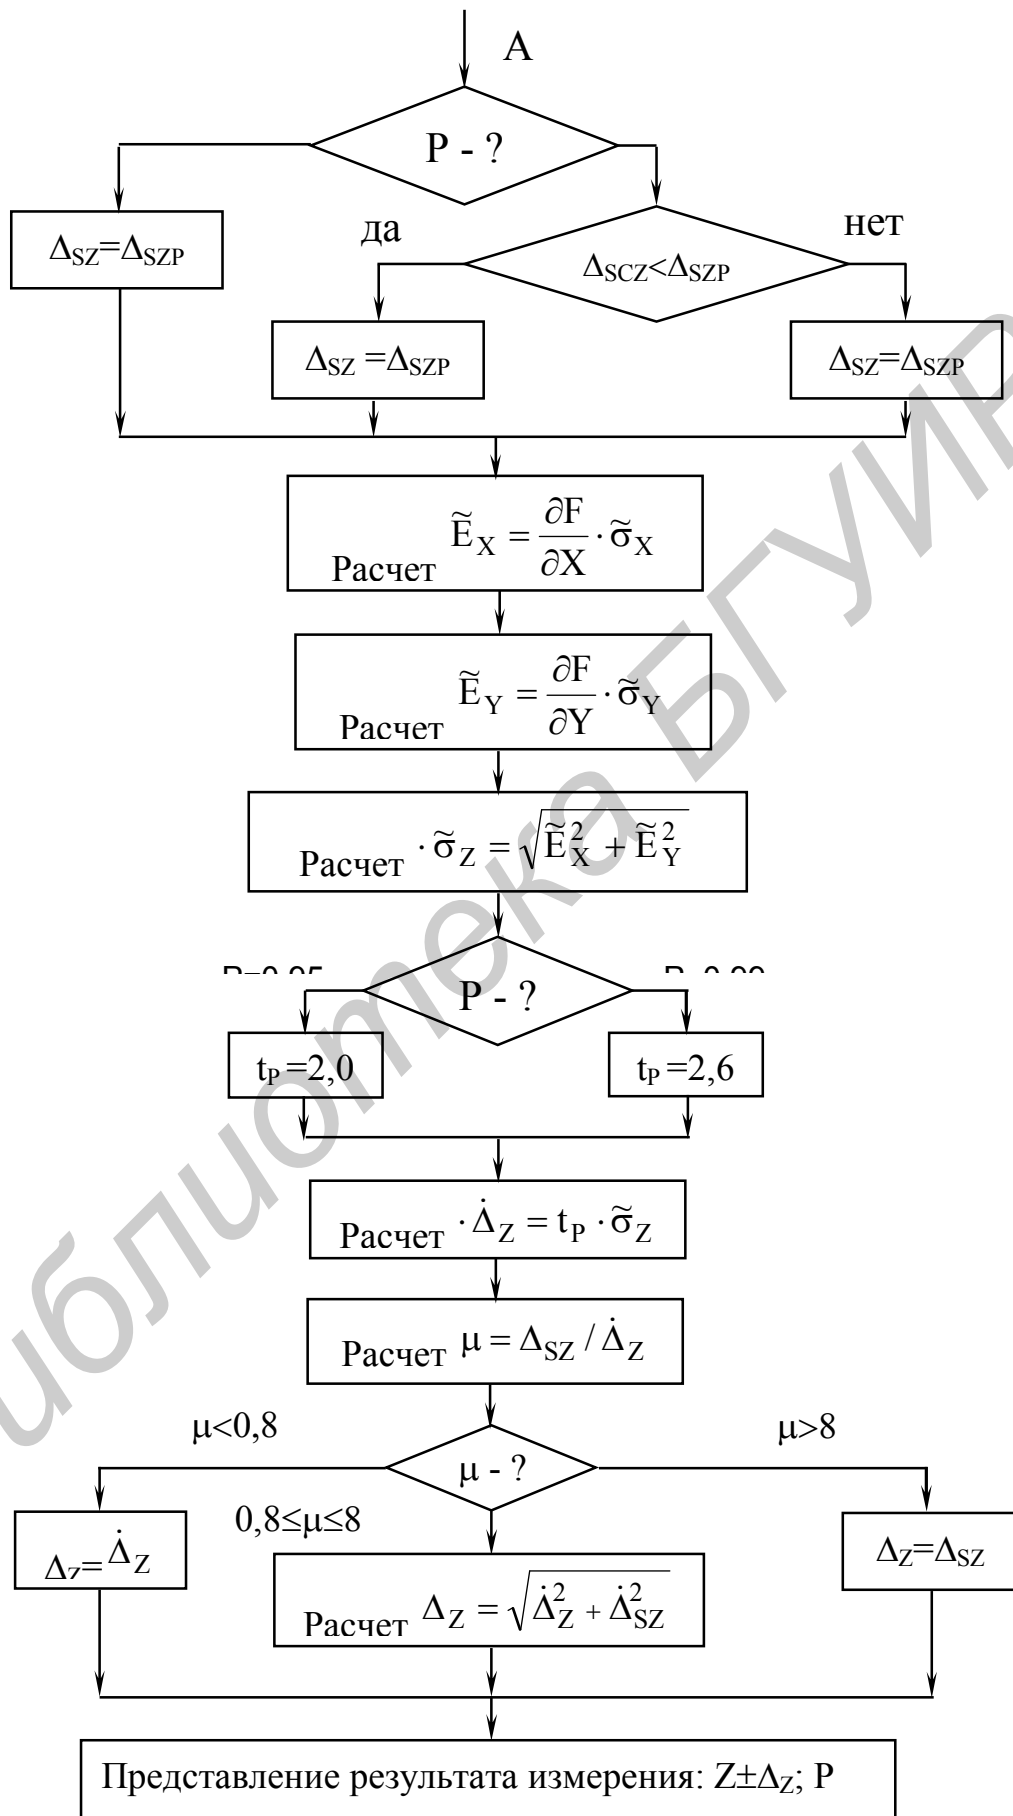 A
P - ?
Δ_SZ=Δ_SZP
да
нет
Δ_SCZ<Δ_SZP
Δ_SZ =Δ_SZP
Δ_SZ=Δ_SZP
Расчет Ẽ_X = ∂F/∂X · σ̃_X
Расчет Ẽ_Y = ∂F/∂Y · σ̃_Y
Расчет · σ̃_Z = √(Ẽ_X² + Ẽ_Y²)
P - ?
t_P =2,0
t_P =2,6
Расчет · Δ̇_Z = t_P · σ̃_Z
Расчет μ = Δ_SZ / Δ̇_Z
μ<0,8
μ>8
μ - ?
0,8≤μ≤8
Δ_Z= Δ̇_Z
Δ_Z=Δ_SZ
Расчет Δ_Z = √(Δ̇_Z² + Δ̇_SZ²)
Представление результата измерения: Z±Δ_Z; P
иблиотека БГУИР